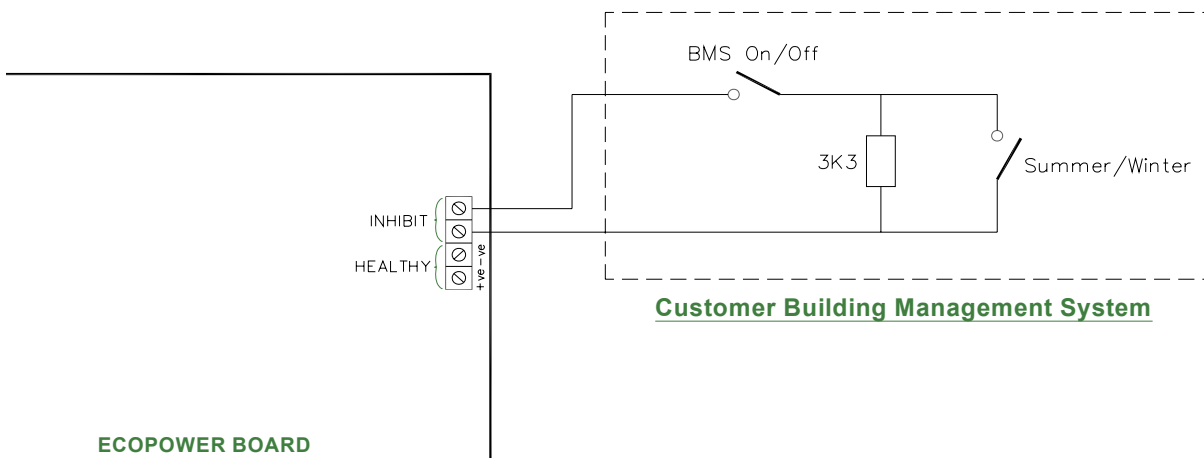 BMS On/Off
3K3
Summer/Winter
INHIBIT
HEALTHY
+ve -ve
Customer Building Management System
ECOPOWER BOARD